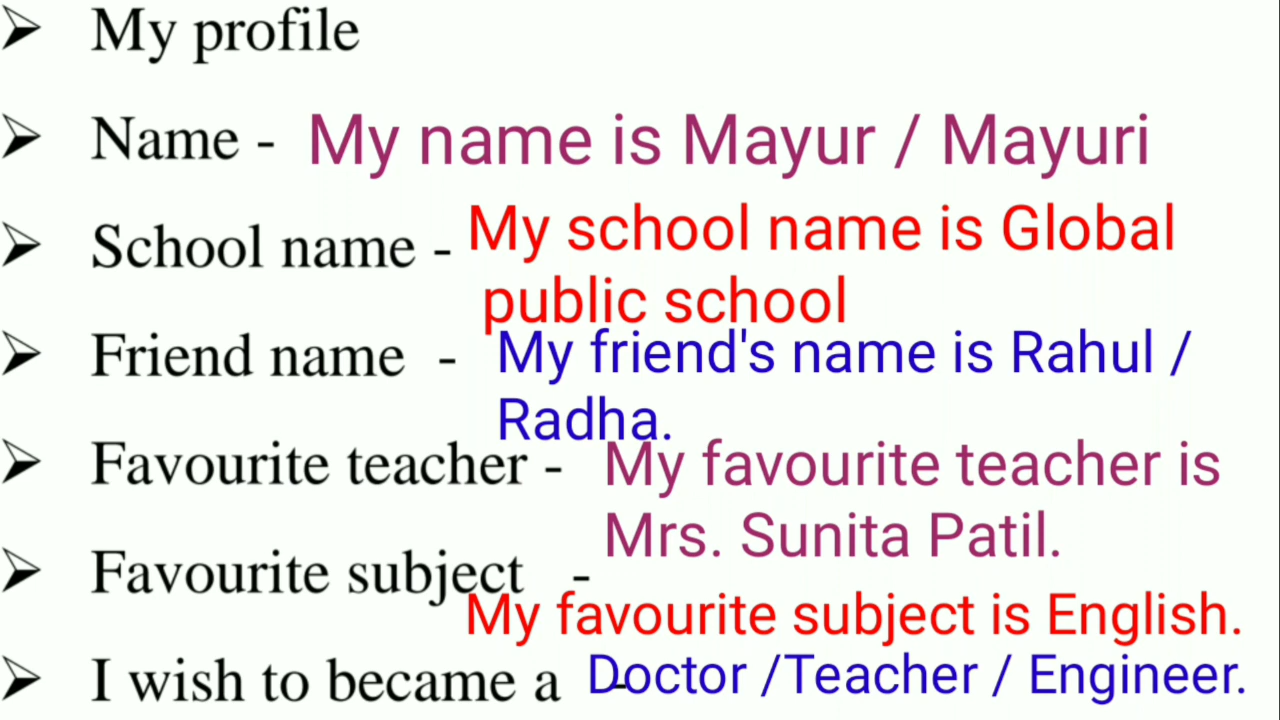 ➢ My profile
➢ Name - My name is Mayur / Mayuri
➢ School name - My school name is Global
public school
➢ Friend name - My friend's name is Rahul /
Radha.
➢ Favourite teacher - My favourite teacher is
Mrs. Sunita Patil.
➢ Favourite subject -
My favourite subject is English.
➢ I wish to became a - Doctor /Teacher / Engineer.